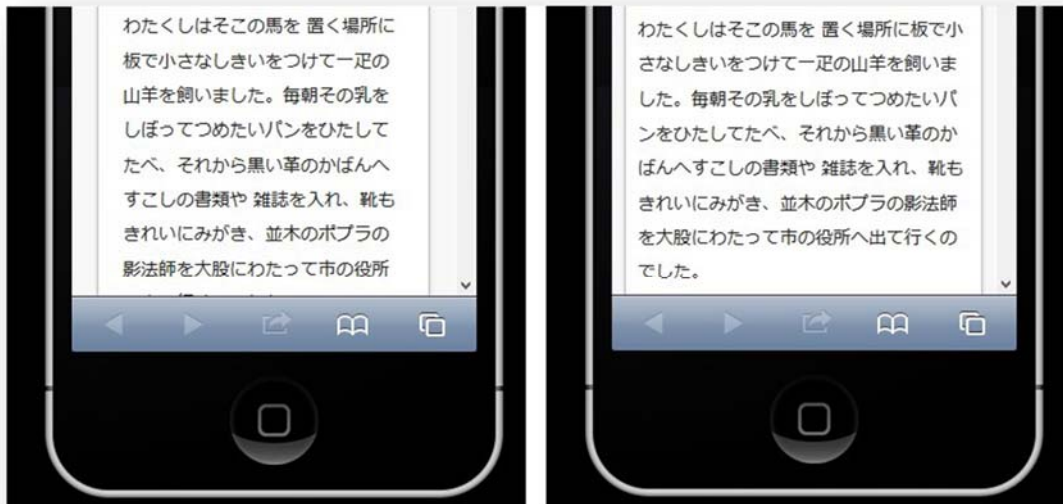 わたくしはそこの馬を 置く場所に
板で小さなしきいをつけて一疋の
山羊を飼いました。毎朝その乳を
しぼってつめたいパンをひたして
たべ、それから黒い革のかばんへ
すこしの書類や 雑誌を入れ、靴も
きれいにみがき、並木のポプラの
影法師を大股にわたって市の役所
わたくしはそこの馬を 置く場所に板で小
さなしきいをつけて一疋の山羊を飼いま
した。毎朝その乳をしぼってつめたいパ
ンをひたしてたべ、それから黒い革のか
ばんへすこしの書類や 雑誌を入れ、靴も
きれいにみがき、並木のポプラの影法師
を大股にわたって市の役所へ出て行くの
でした。